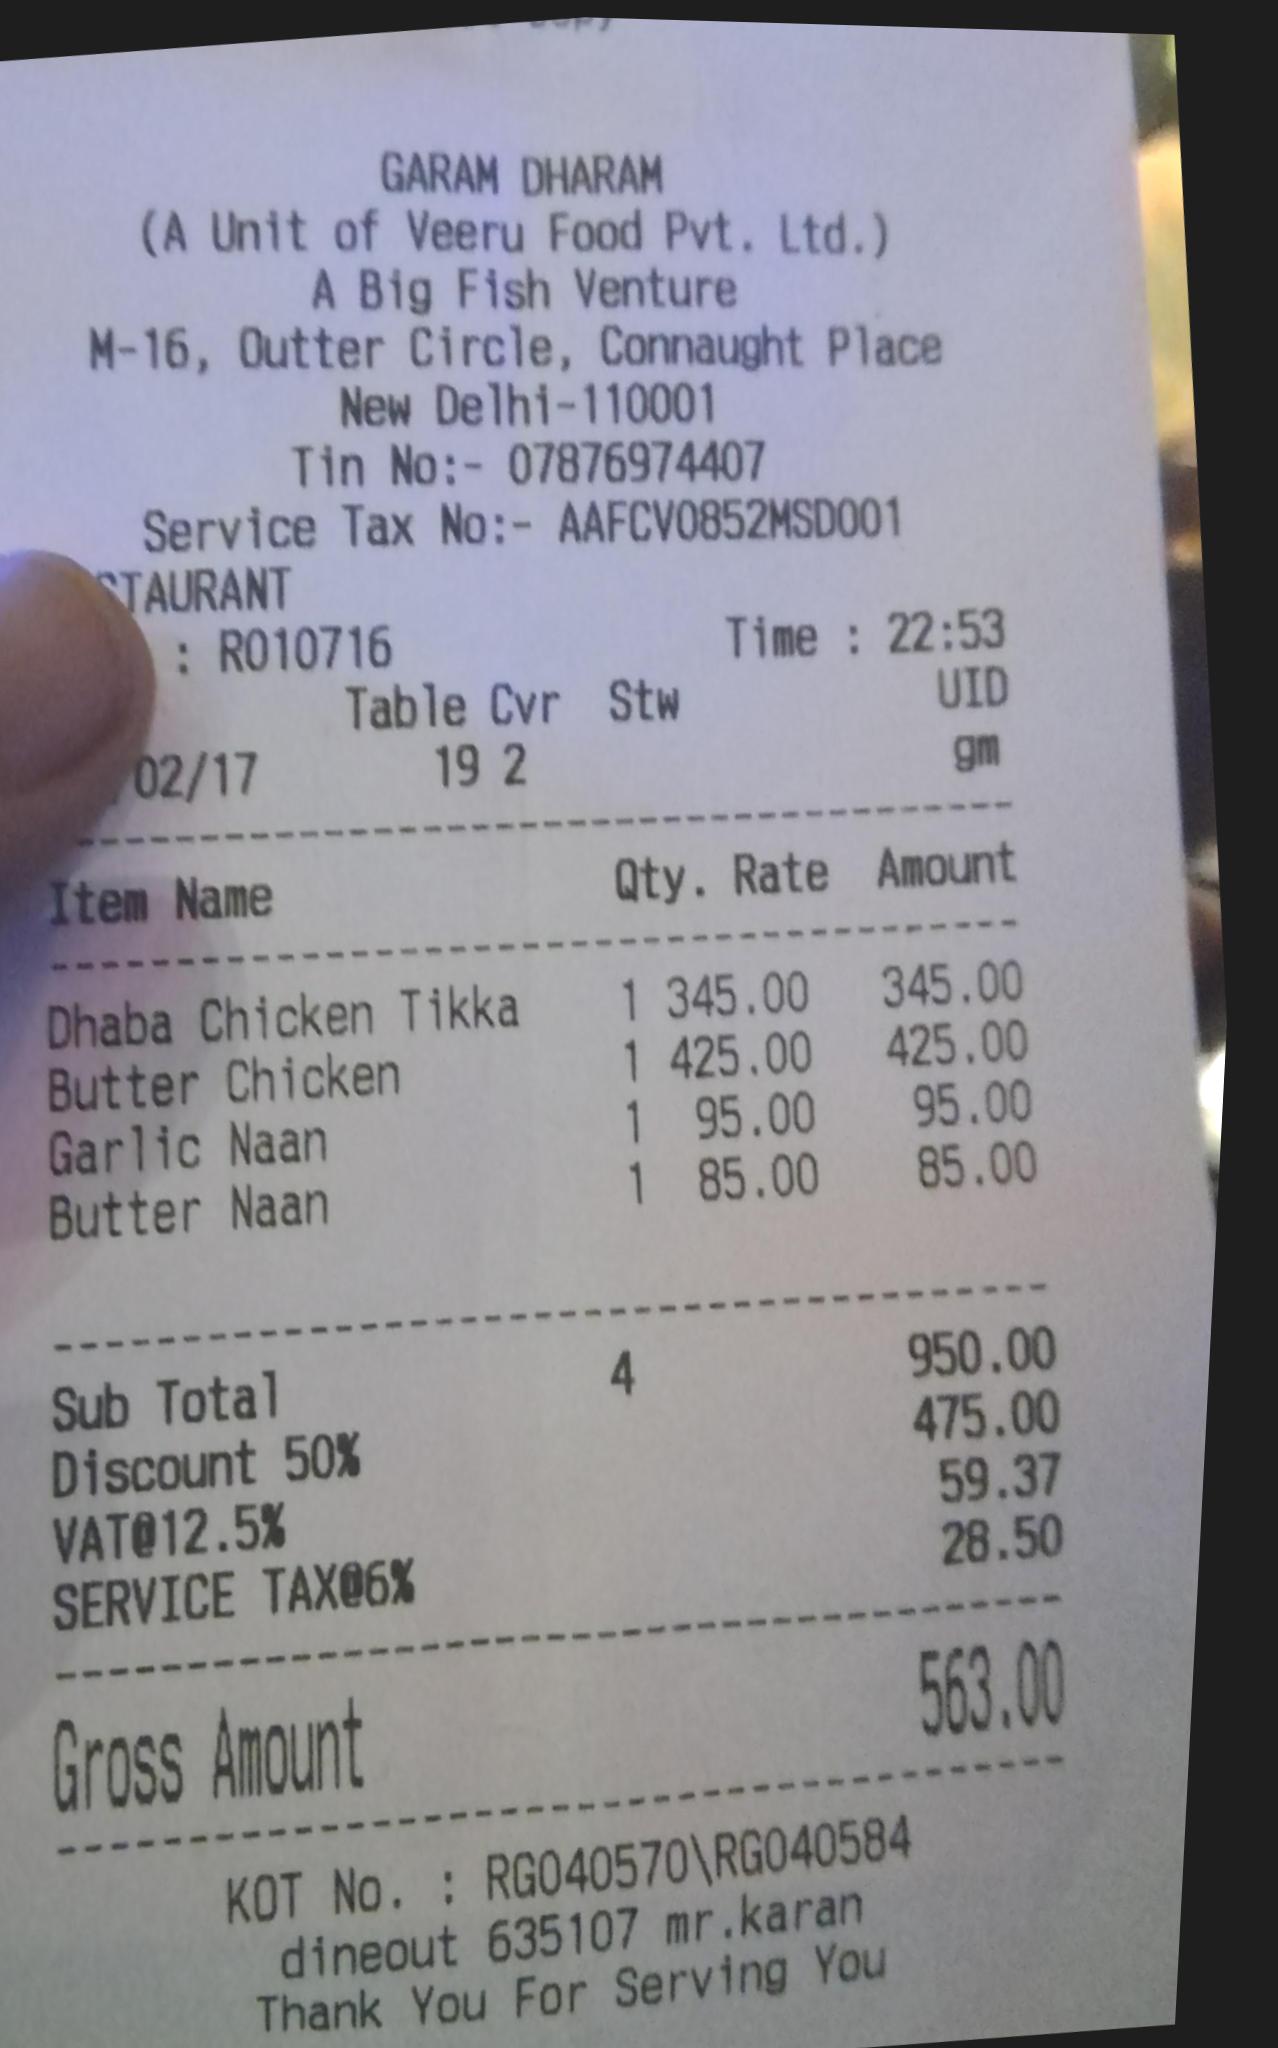 Copy
GARAM DHARAM
(A Unit of Veeru Food Pvt. Ltd.)
A Big Fish Venture
M-16, Outter Circle, Connaught Place
New Delhi-110001
Tin No:- 07876974407
Service Tax No:- AAFCV0852MSD001
STAURANT
: R010716 Time : 22:53
Table Cvr Stw UID
/02/17 19 2 gm
Item Name Qty. Rate Amount
Dhaba Chicken Tikka 1 345.00 345.00
Butter Chicken 1 425.00 425.00
Garlic Naan 1 95.00 95.00
Butter Naan 1 85.00 85.00
Sub Total 4 950.00
Discount 50% 475.00
VAT@12.5% 59.37
SERVICE TAX@6% 28.50
Gross Amount 563.00
KOT No. : RG040570\RG040584
dineout 635107 mr.karan
Thank You For Serving You